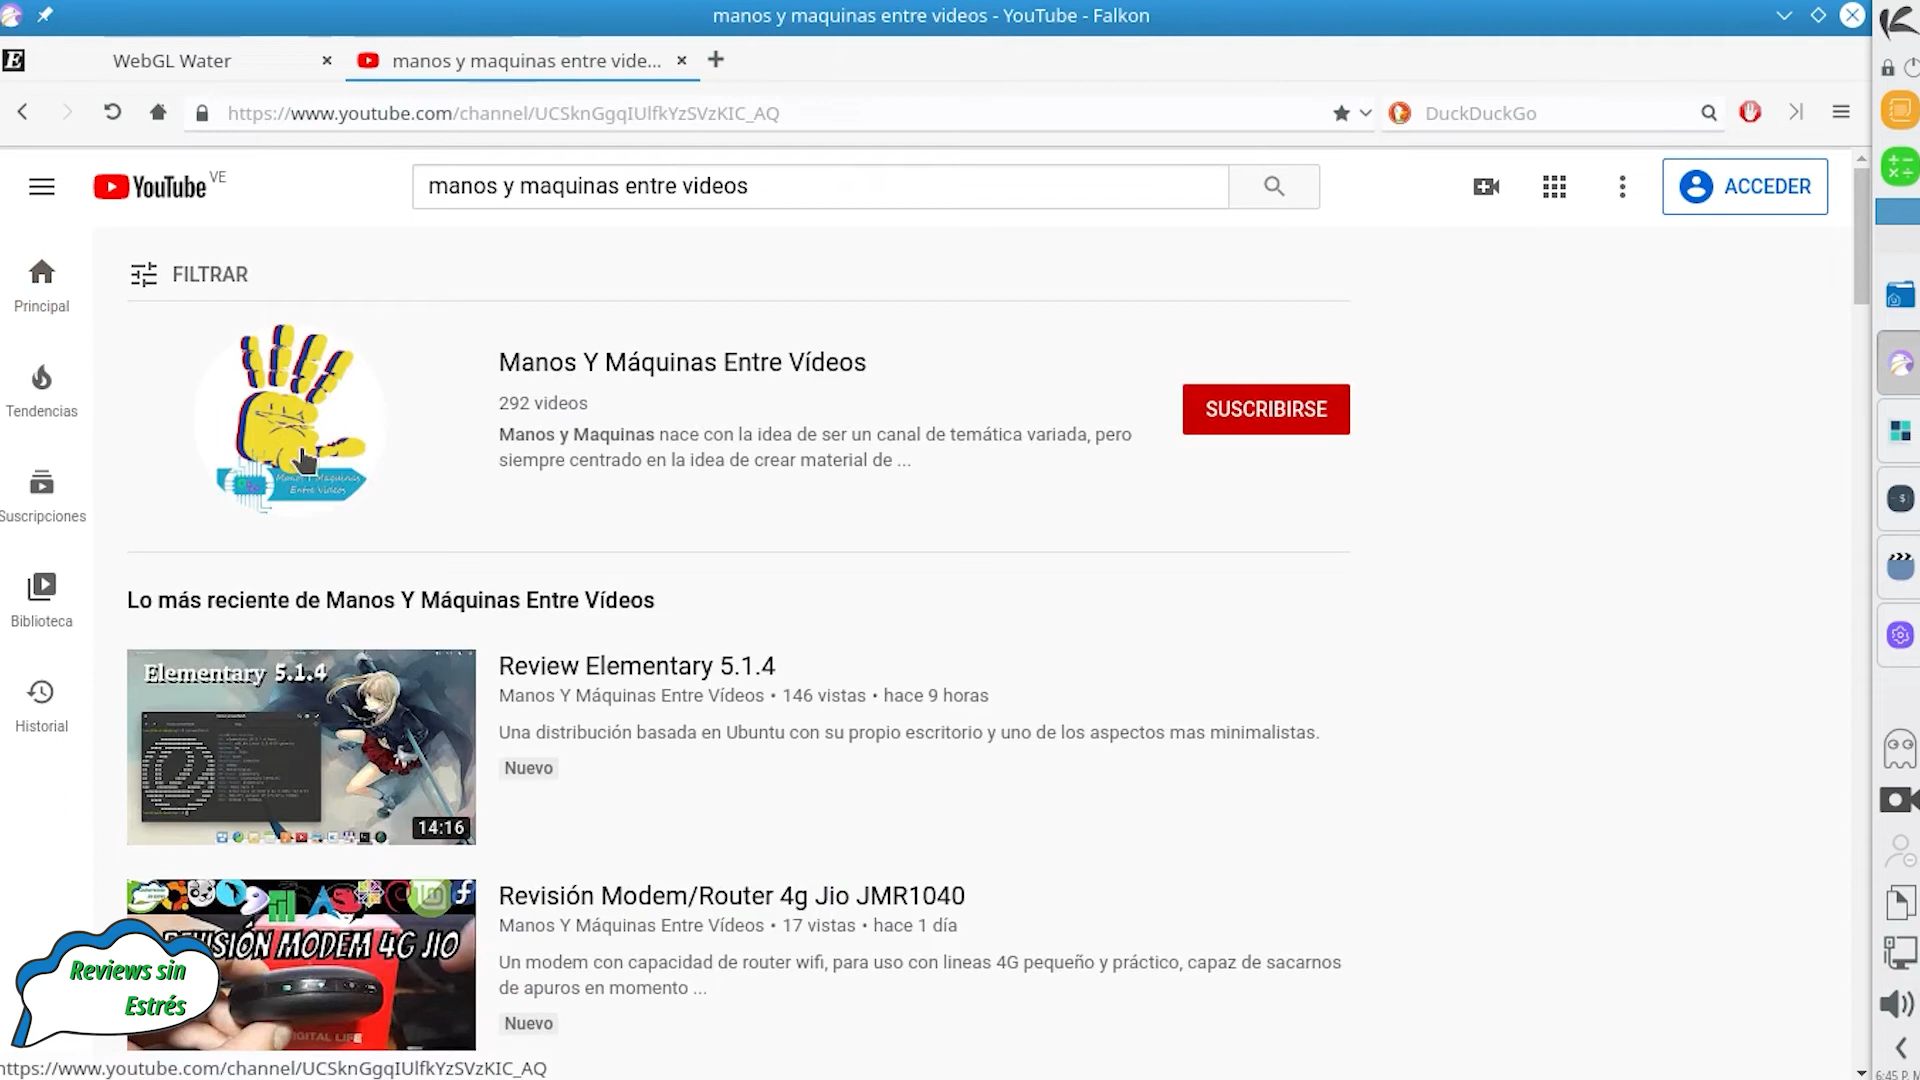 manos y maquinas entre videos - YouTube - Falkon
WebGL Water
manos y maquinas entre vide...
https://www.youtube.com/channel/UCSknGgqIUlfkYzSVzKIC_AQ
DuckDuckGo
YouTube VE
manos y maquinas entre videos
ACCEDER
FILTRAR
Principal
Tendencias
Suscripciones
Biblioteca
Historial
Manos Y Maquinas
Entre Videos
Manos Y Máquinas Entre Vídeos
292 videos
Manos y Maquinas nace con la idea de ser un canal de temática variada, pero
siempre centrado en la idea de crear material de ...
SUSCRIBIRSE
Lo más reciente de Manos Y Máquinas Entre Vídeos
Elementary 5.1.4
14:16
Review Elementary 5.1.4
Manos Y Máquinas Entre Vídeos • 146 vistas • hace 9 horas
Una distribución basada en Ubuntu con su propio escritorio y uno de los aspectos mas minimalistas.
Nuevo
REVISIÓN MODEM 4G JIO
DIGITAL LIFE
Revisión Modem/Router 4g Jio JMR1040
Manos Y Máquinas Entre Vídeos • 17 vistas • hace 1 día
Un modem con capacidad de router wifi, para uso con lineas 4G pequeño y práctico, capaz de sacarnos
de apuros en momento ...
Nuevo
Reviews sin
Estrés
https://www.youtube.com/channel/UCSknGgqIUlfkYzSVzKIC_AQ
6:45 P. M